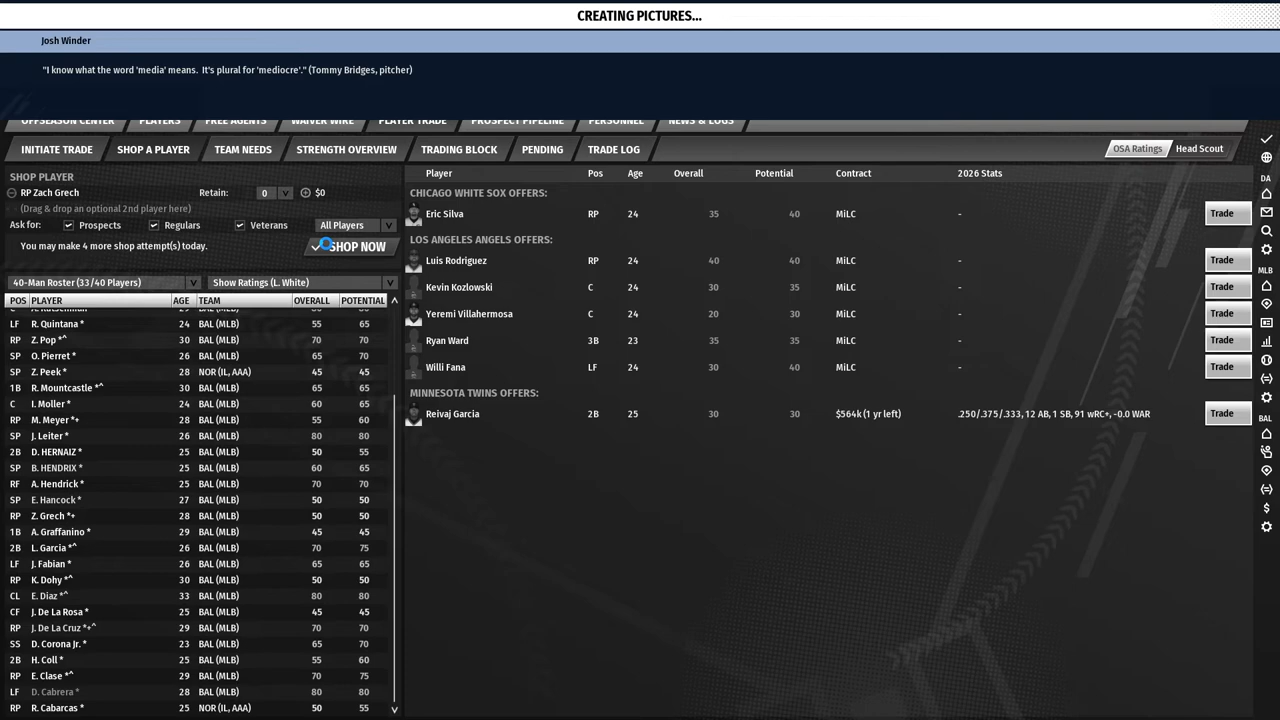 CREATING PICTURES...
Josh Winder
"I know what the word 'media' means. It's plural for 'mediocre'." (Tommy Bridges, pitcher)
OFFSEASON CENTER PLAYERS FREE AGENTS WAIVER WIRE PLAYER TRADE PROSPECT PIPELINE PERSONNEL NEWS & LOGS
INITIATE TRADE SHOP A PLAYER TEAM NEEDS STRENGTH OVERVIEW TRADING BLOCK PENDING TRADE LOG OSA Ratings Head Scout
SHOP PLAYER
RP Zach Grech Retain: 0 $0
(Drag & drop an optional 2nd player here)
Ask for: Prospects Regulars Veterans All Players
You may make 4 more shop attempt(s) today. SHOP NOW
40-Man Roster (33/40 Players) Show Ratings (L. White)
POS PLAYER AGE TEAM OVERALL POTENTIAL
LF R. Quintana * 24 BAL (MLB) 55 65
RP Z. Pop *^ 30 BAL (MLB) 70 70
SP O. Pierret * 26 BAL (MLB) 65 70
SP Z. Peek * 28 NOR (IL, AAA) 45 45
1B R. Mountcastle *^ 30 BAL (MLB) 65 65
C I. Moller * 24 BAL (MLB) 60 65
RP M. Meyer *+ 28 BAL (MLB) 55 60
SP J. Leiter * 26 BAL (MLB) 80 80
2B D. HERNAIZ * 25 BAL (MLB) 50 55
SP B. HENDRIX * 25 BAL (MLB) 60 65
RF A. Hendrick * 25 BAL (MLB) 70 70
SP E. Hancock * 27 BAL (MLB) 50 50
RP Z. Grech *+ 28 BAL (MLB) 50 50
1B A. Graffanino * 29 BAL (MLB) 45 45
2B L. Garcia *^ 26 BAL (MLB) 70 75
LF J. Fabian * 26 BAL (MLB) 65 65
RP K. Dohy *^ 30 BAL (MLB) 50 50
CL E. Diaz *^ 33 BAL (MLB) 80 80
CF J. De La Rosa * 25 BAL (MLB) 45 45
RP J. De La Cruz *+^ 29 BAL (MLB) 70 70
SS D. Corona Jr. * 23 BAL (MLB) 65 70
2B H. Coll * 25 BAL (MLB) 55 60
RP E. Clase *^ 29 BAL (MLB) 70 75
LF D. Cabrera * 28 BAL (MLB) 80 80
RP R. Cabarcas * 25 NOR (IL, AAA) 50 55
Player Pos Age Overall Potential Contract 2026 Stats
CHICAGO WHITE SOX OFFERS:
Eric Silva RP 24 35 40 MiLC - Trade
LOS ANGELES ANGELS OFFERS:
Luis Rodriguez RP 24 40 40 MiLC - Trade
Kevin Kozlowski C 24 30 35 MiLC - Trade
Yeremi Villahermosa C 24 20 30 MiLC - Trade
Ryan Ward 3B 23 35 35 MiLC - Trade
Willi Fana LF 24 30 40 MiLC - Trade
MINNESOTA TWINS OFFERS:
Reivaj Garcia 2B 25 30 30 $564k (1 yr left) .250/.375/.333, 12 AB, 1 SB, 91 wRC+, -0.0 WAR Trade
DA
MLB
BAL